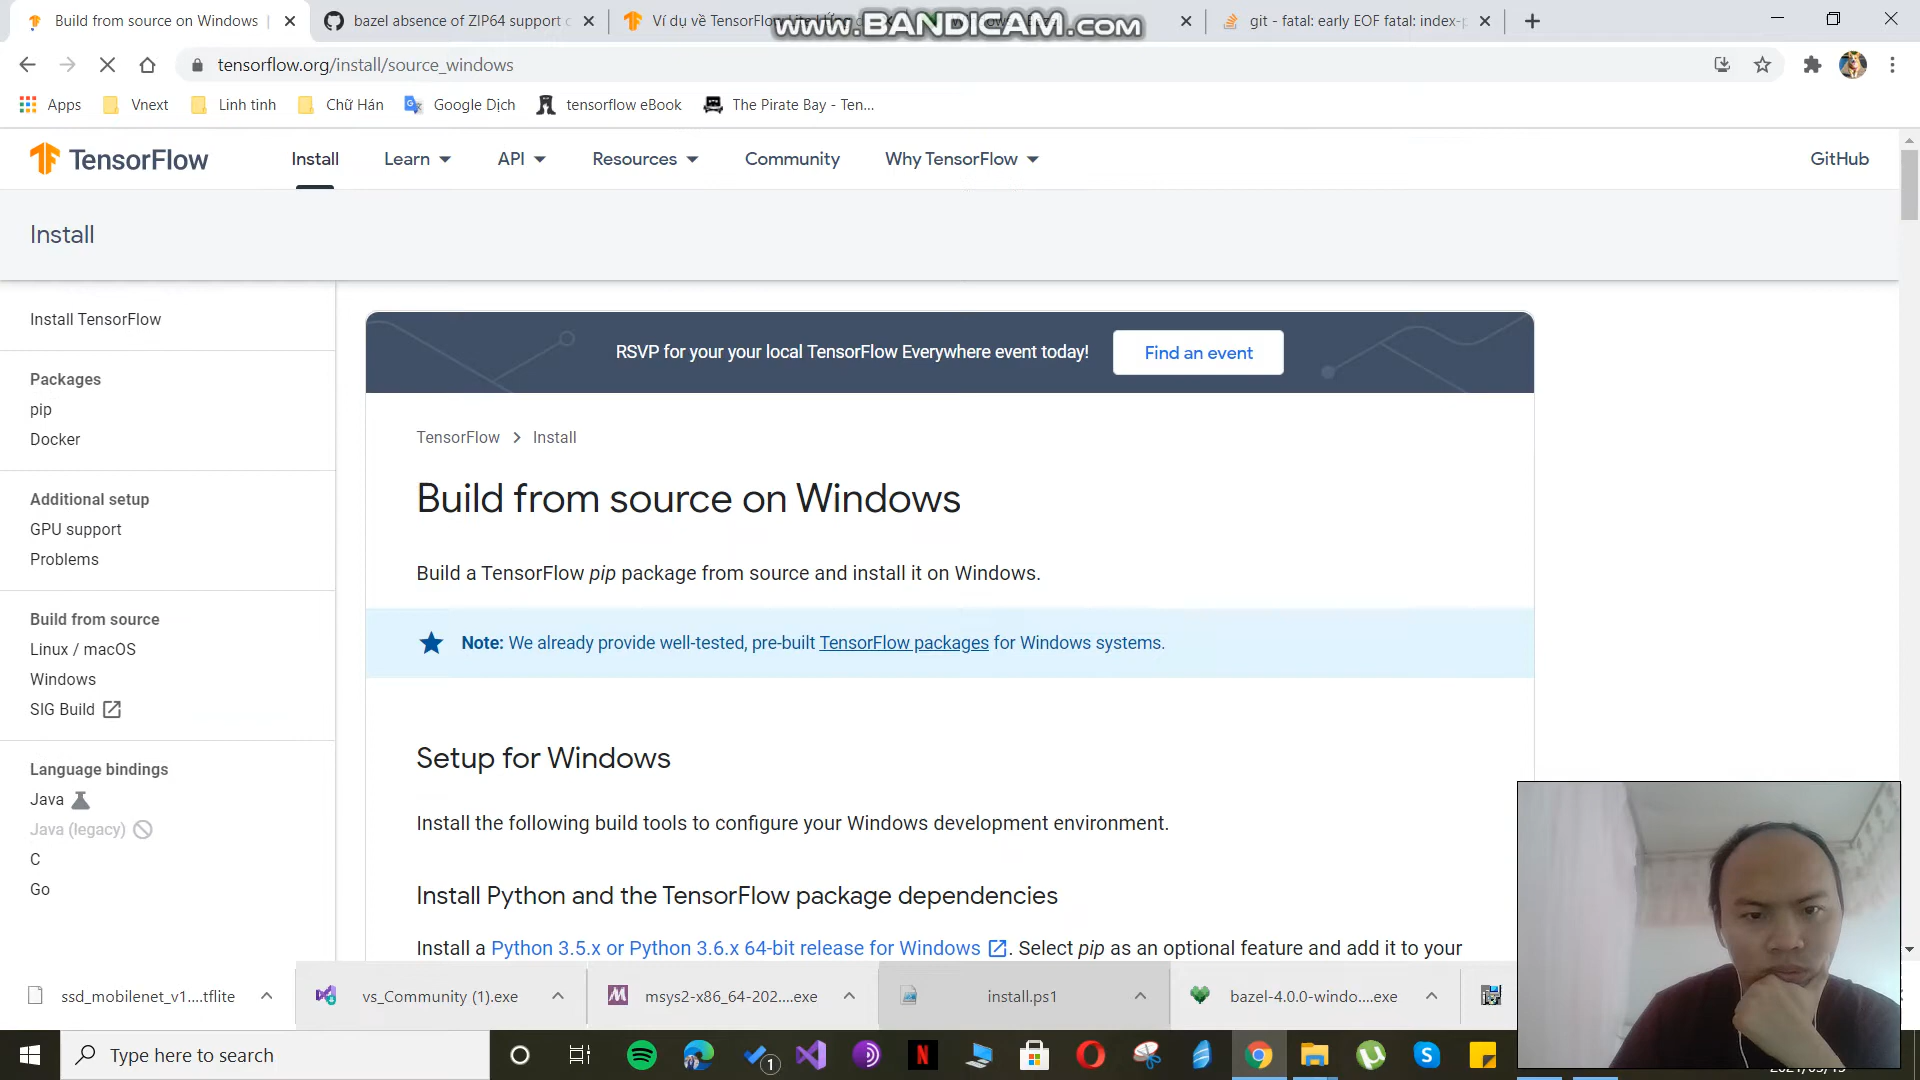 Build from source on Windows
bazel absence of ZIP64 support
Ví dụ về TensorFlow Lite
www.BANDICAM.com
git - fatal: early EOF fatal: index-p
tensorflow.org/install/source_windows
Apps
Vnext
Linh tinh
Chữ Hán
Google Dịch
tensorflow eBook
The Pirate Bay - Ten...
TensorFlow
Install
Learn
API
Resources
Community
Why TensorFlow
GitHub
Install
Install TensorFlow
Packages
pip
Docker
Additional setup
GPU support
Problems
Build from source
Linux / macOS
Windows
SIG Build
Language bindings
Java
Java (legacy)
C
Go
RSVP for your your local TensorFlow Everywhere event today!
Find an event
TensorFlow > Install
Build from source on Windows
Build a TensorFlow pip package from source and install it on Windows.
Note: We already provide well-tested, pre-built TensorFlow packages for Windows systems.
Setup for Windows
Install the following build tools to configure your Windows development environment.
Install Python and the TensorFlow package dependencies
Install a Python 3.5.x or Python 3.6.x 64-bit release for Windows. Select pip as an optional feature and add it to your
ssd_mobilenet_v1....tflite
vs_Community (1).exe
msys2-x86_64-202....exe
install.ps1
bazel-4.0.0-windo....exe
Type here to search
1